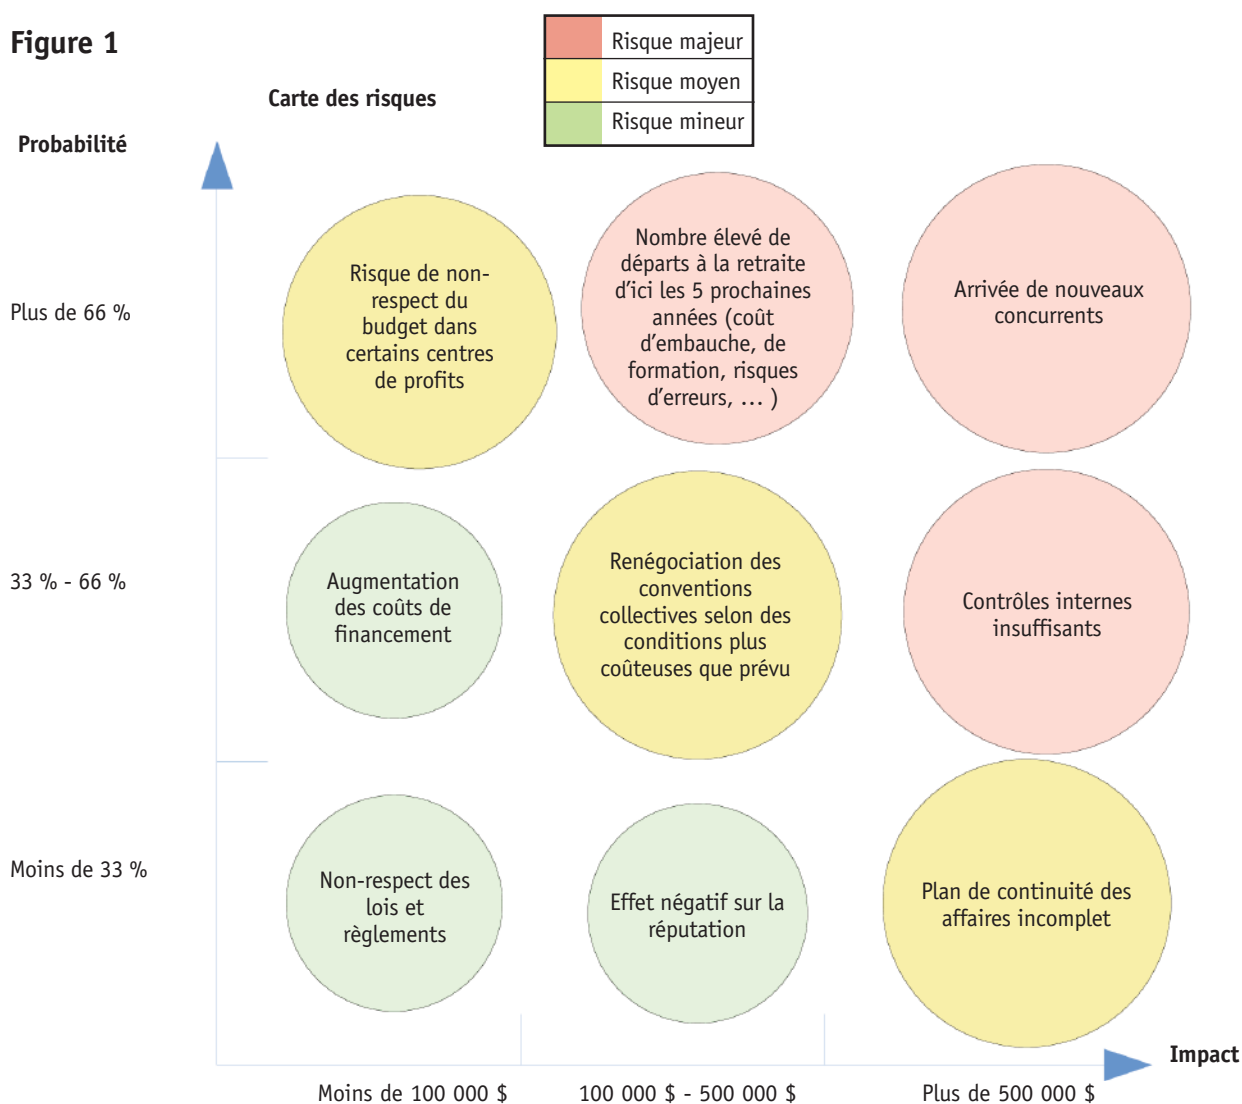 Figure 1
Risque majeur
Risque moyen
Risque mineur
Carte des risques
Probabilité
Plus de 66 %
Risque de non-
respect du
budget dans
certains centres
de profits
Nombre élevé de
départs à la retraite
d’ici les 5 prochaines
années (coût
d’embauche, de
formation, risques
d’erreurs, ... )
Arrivée de nouveaux
concurrents
33 % - 66 %
Augmentation
des coûts de
financement
Renégociation des
conventions
collectives selon des
conditions plus
coûteuses que prévu
Contrôles internes
insuffisants
Moins de 33 %
Non-respect des
lois et
règlements
Effet négatif sur la
réputation
Plan de continuité des
affaires incomplet
Impact
Moins de 100 000 $
100 000 $ - 500 000 $
Plus de 500 000 $